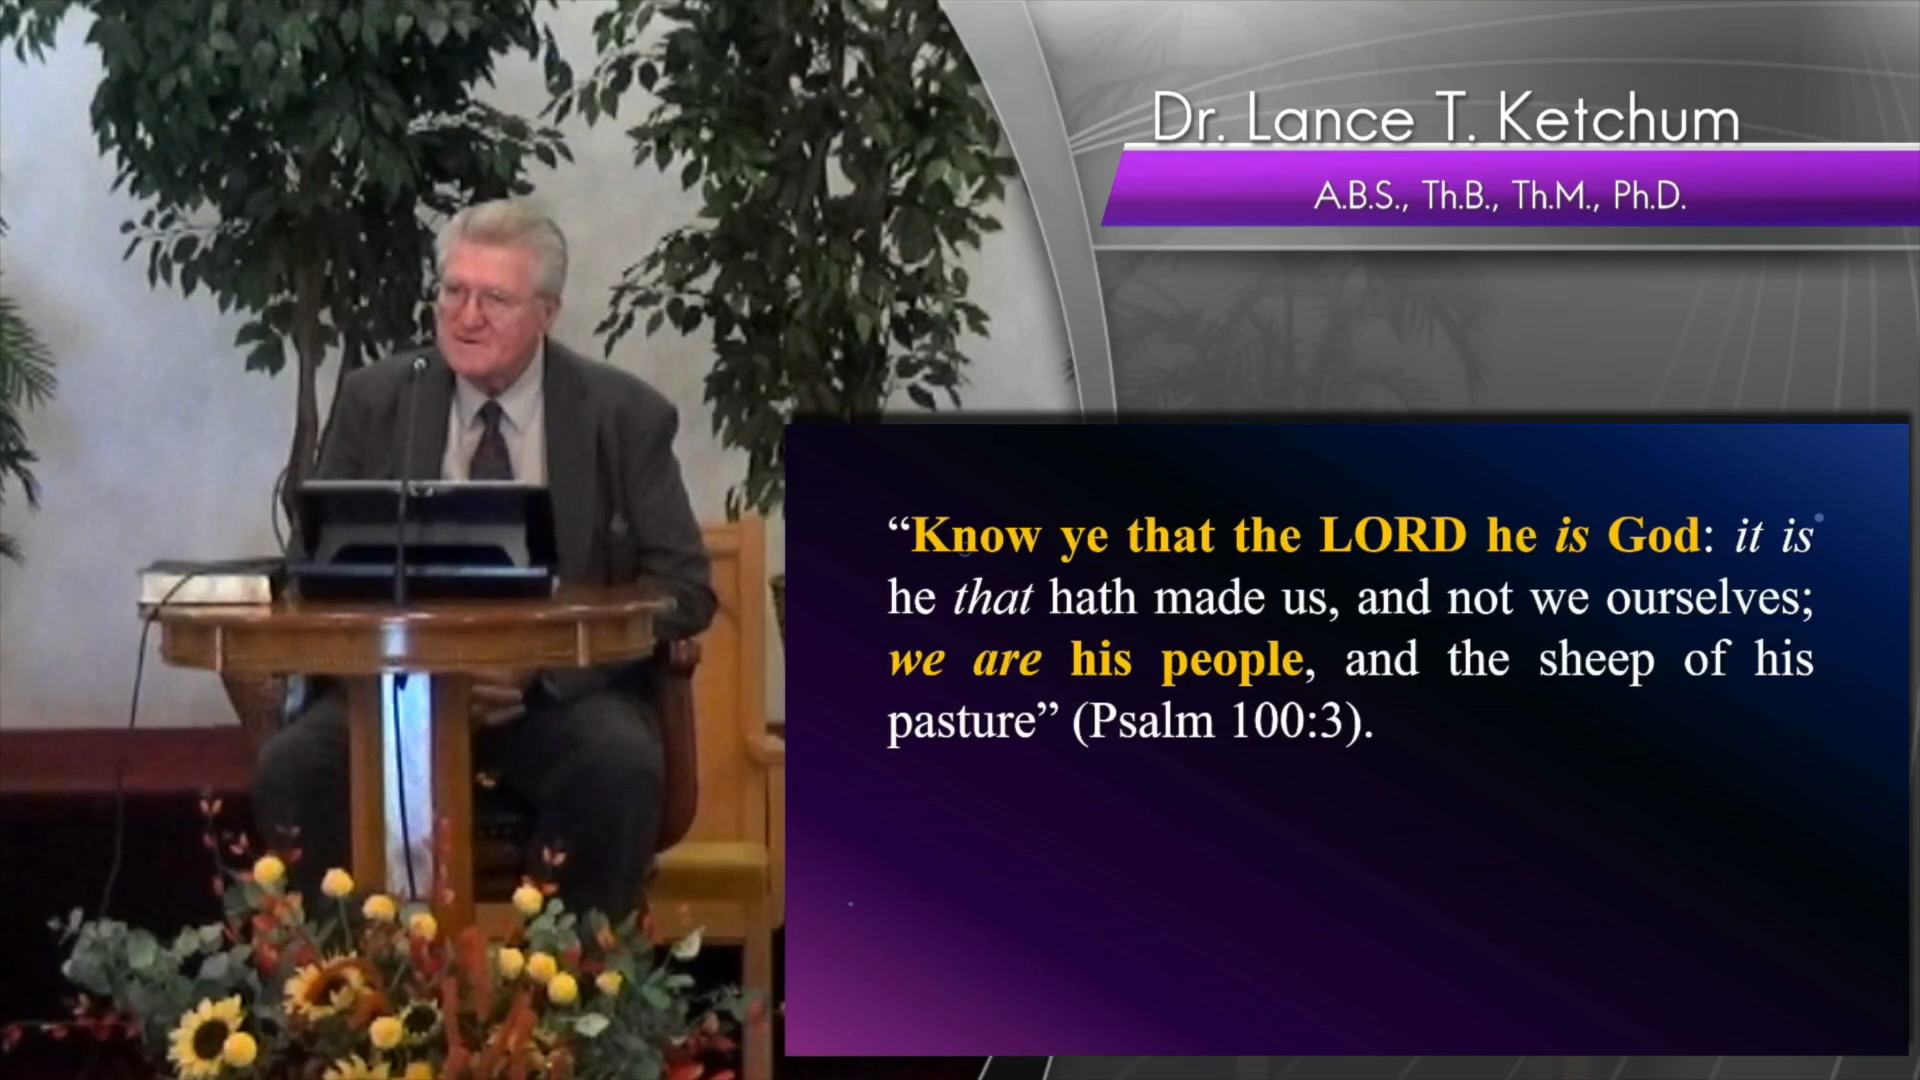 Dr. Lance T. Ketchum
A.B.S., Th.B., Th.M., Ph.D.
“Know ye that the LORD he is God: it is
he that hath made us, and not we ourselves;
we are his people, and the sheep of his
pasture” (Psalm 100:3).